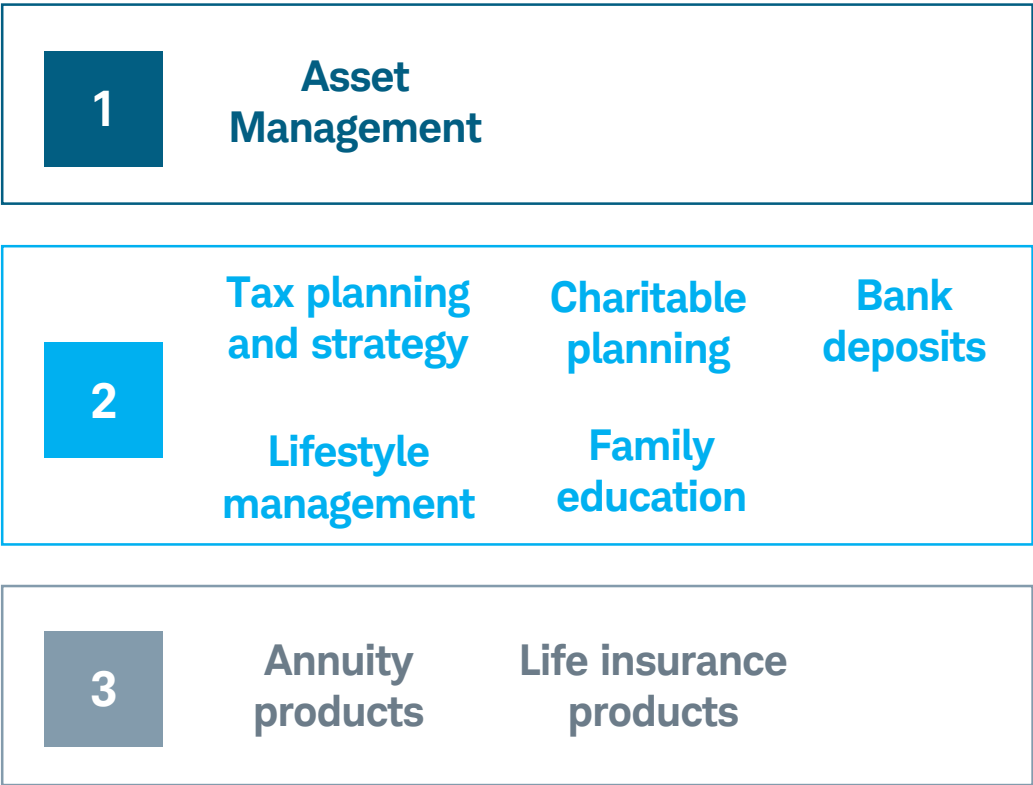 1
Asset
Management
2
Tax planning
and strategy
Charitable
planning
Bank
deposits
Lifestyle
management
Family
education
3
Annuity
products
Life insurance
products